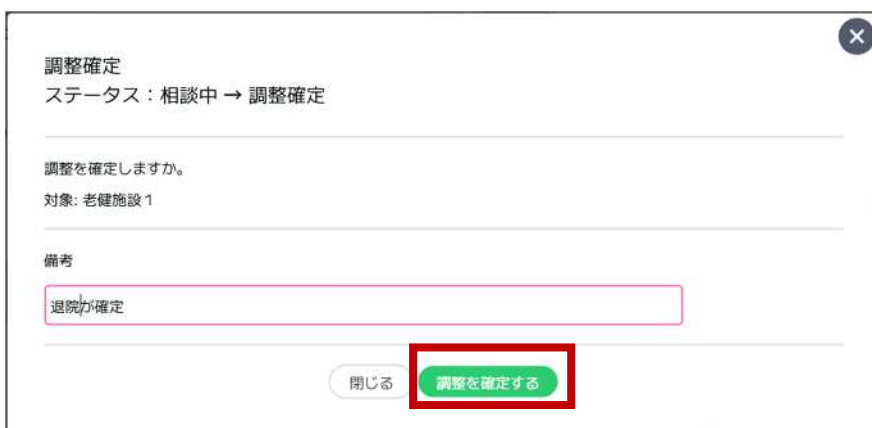 調整確定
ステータス：相談中 → 調整確定
調整を確定しますか。
対象: 老健施設1
備考
退院が確定
閉じる 調整を確定する